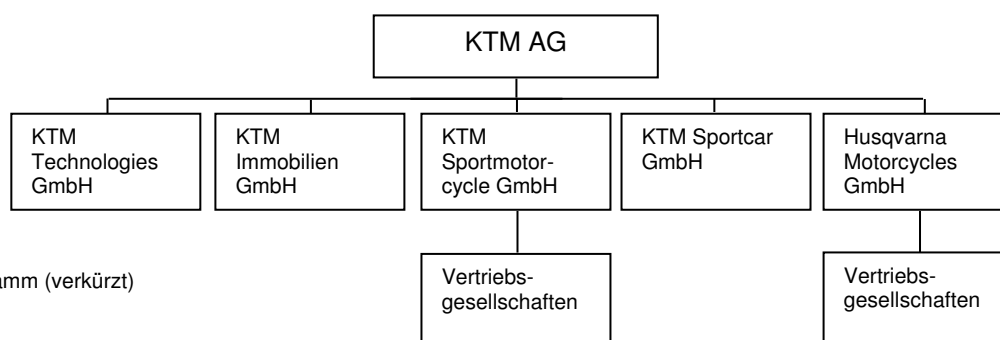 KTM AG
KTM
Technologies
GmbH
KTM
Immobilien
GmbH
KTM
Sportmotor-
cycle GmbH
KTM Sportcar
GmbH
Husqvarna
Motorcycles
GmbH
(verkürzt)
Vertriebs-
gesellschaften
Vertriebs-
gesellschaften